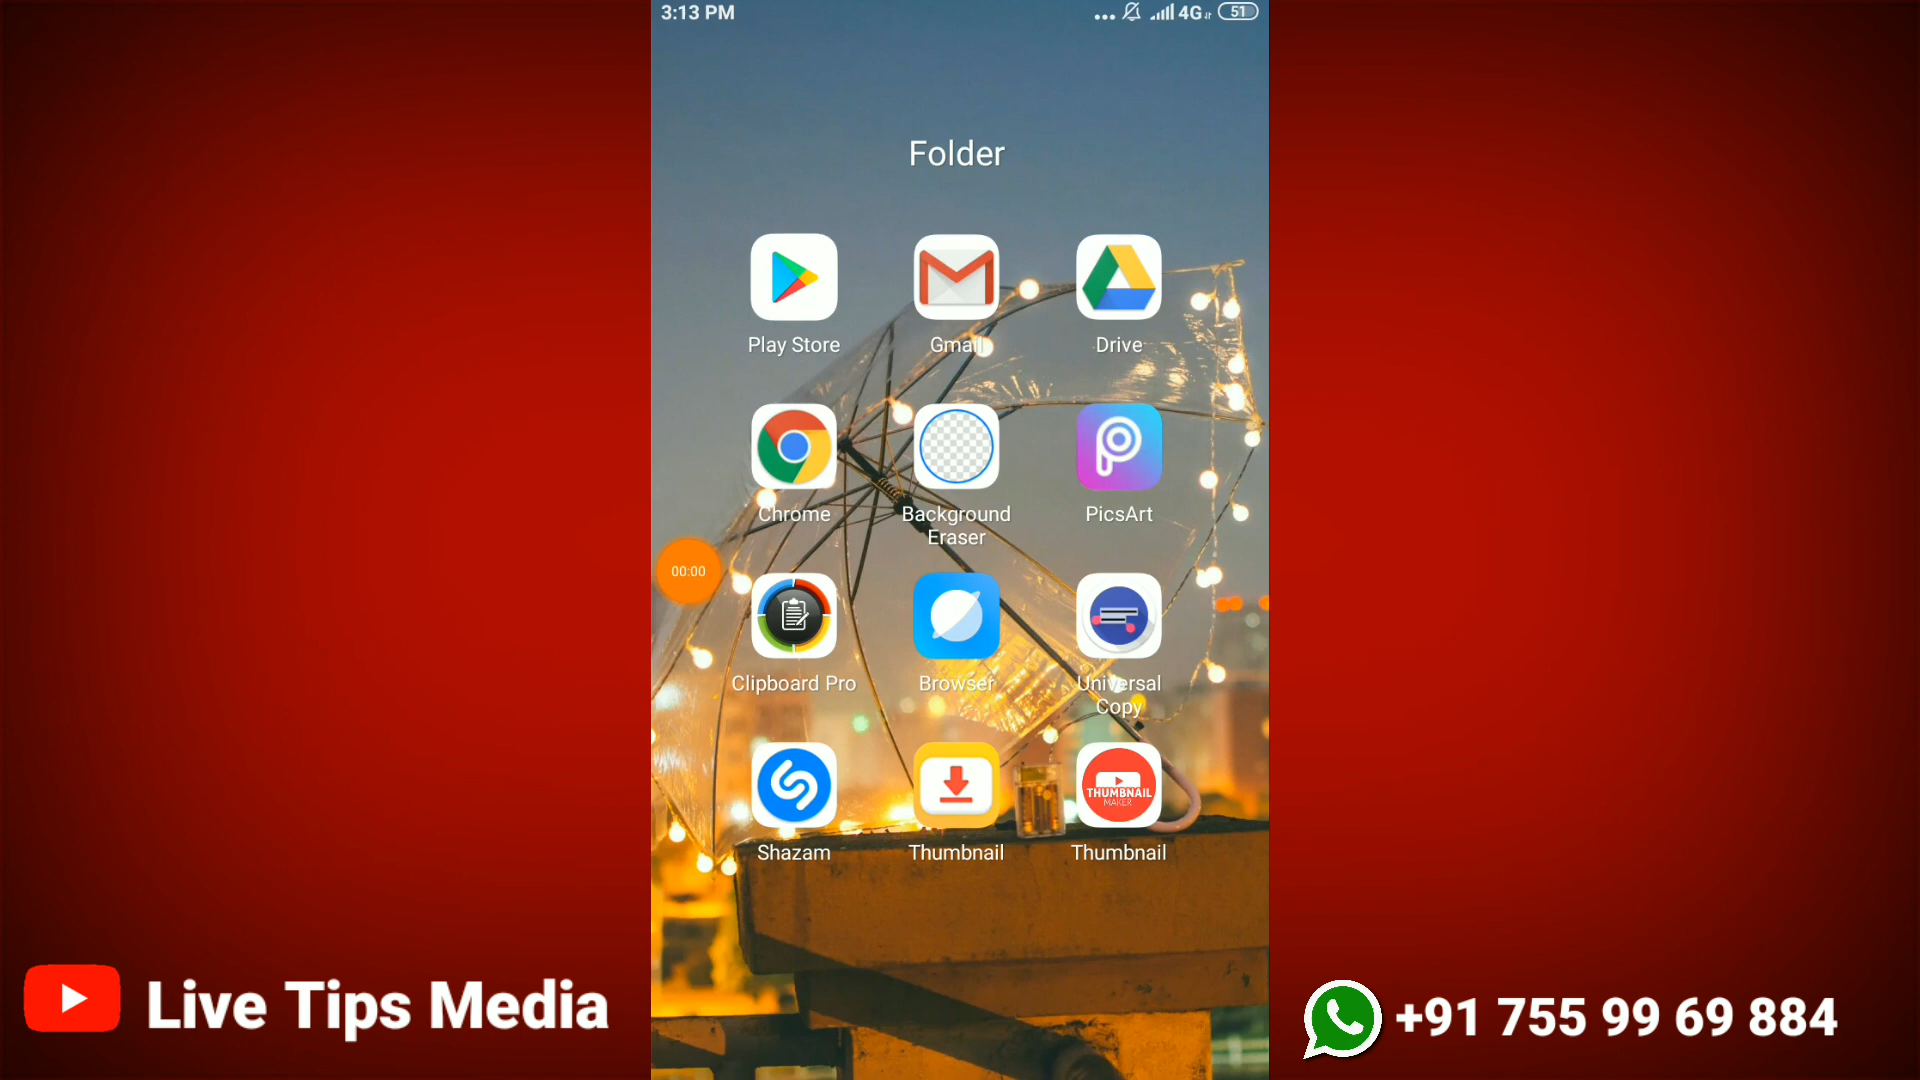 3:13 PM
4G
51
Folder
Play Store
Gmail
Drive
Chrome
Background
Eraser
PicsArt
00:00
Clipboard Pro
Browser
Universal
Copy
THUMBNAIL
MAKER
Shazam
Thumbnail
Thumbnail
Live Tips Media
+91 755 99 69 884